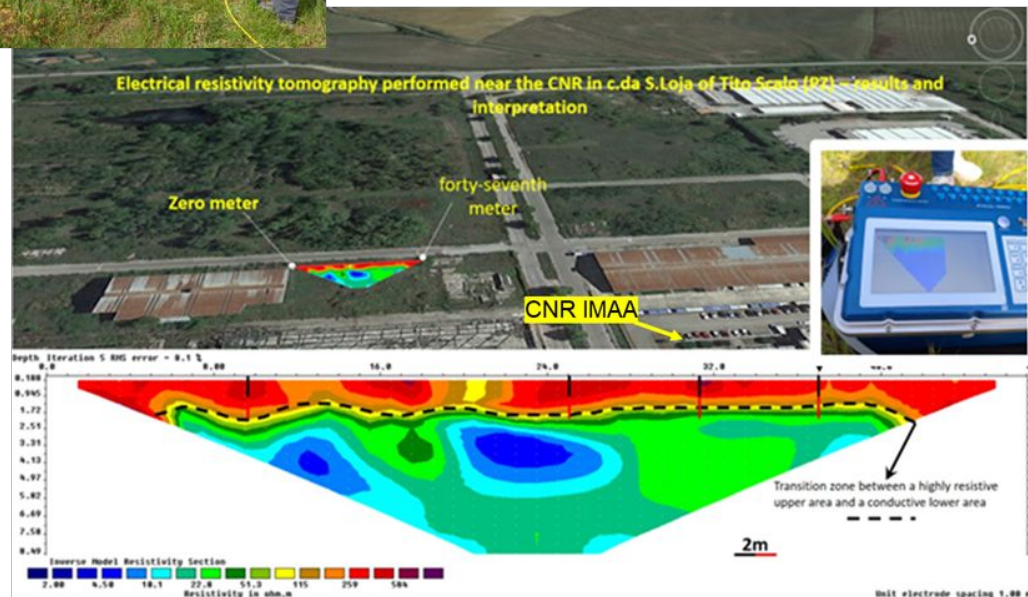 Electrical resistivity tomography performed near the CNR in c.da S.Loja of Tito Scalo (PZ) – results and
interpretation
Zero meter
forty-seventh
meter
CNR IMAA
Depth Iteration 5 RMS error = 8.1 %
0.0 8.00 16.0 24.0 32.0
0.188
0.945
1.72
2.51
3.31
4.13
4.97
5.82
6.69
7.58
8.49
Transition zone between a highly resistive
upper area and a conductive lower area
2m
Inverse Model Resistivity Section
2.00 4.50 10.1 22.8 51.3 115 259 584
Resistivity in ohm.m
Unit electrode spacing 1.00